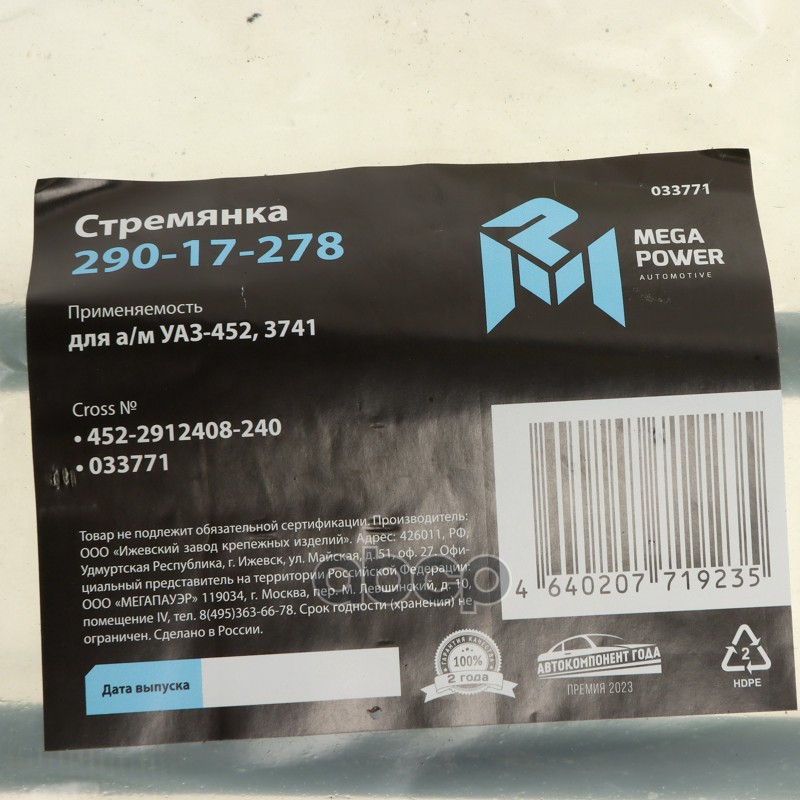 033771
Стремянка
290-17-278
MEGA
POWER
AUTOMOTIVE
Применяемость
для а/м УАЗ-452, 3741
Cross №
• 452-2912408-240
• 033771
Товар не подлежит обязательной сертификации. Производитель:
ООО «Ижевский завод крепежных изделий». Адрес: 426011, РФ,
Удмуртская Республика, г. Ижевск, ул. Майская, д. 51, оф. 27. Офи-
циальный представитель на территории Российской Федерации:
ООО «МЕГАПАУЭР» 119034, г. Москва, пер. М. Левшинский, д. 10,
помещение IV, тел. 8(495)363-66-78. Срок годности (хранения) не
ограничен. Сделано в России.
4 640207 719235
Дата выпуска
ГАРАНТИЯ КАЧЕСТВА
100%
2 года
АВТОКОМПОНЕНТ ГОДА
ПРЕМИЯ 2023
2
HDPE